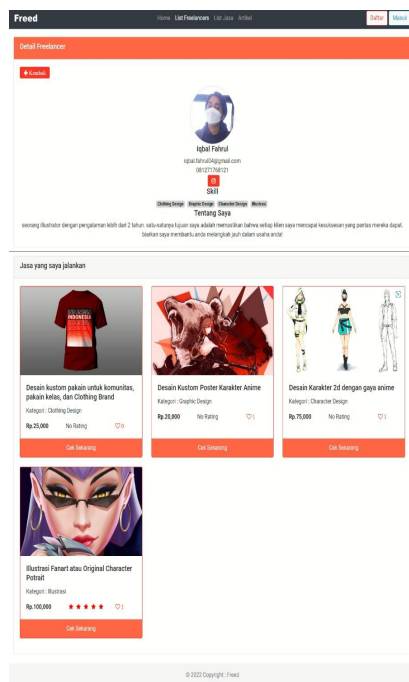 Freed
Home List Freelancers List Jasa Artikel
Daftar Masuk
Detail Freelancer
Kembali
Iqbal Fahrul
iqbal.fahrul04@gmail.com
081271768121
Skill
Clothing Design Graphic Design Character Design Illustrasi
Tentang Saya
seorang illustrator dengan pengalaman lebih dari 2 tahun. satu-satunya tujuan saya adalah memastikan bahwa setiap klien saya mencapai kesuksesan yang pantas mereka dapat.
biarkan saya membantu anda melangkah jauh dalam usaha anda!
Jasa yang saya jalankan
INDONESIA
Desain kustom pakain untuk komunitas,
pakain kelas, dan Clothing Brand
Kategori : Clothing Design
Rp.25,000 No Rating 0
Cek Sekarang
Desain Kustom Poster Karakter Anime
Kategori : Graphic Design
Rp.20,000 No Rating 1
Cek Sekarang
Desain Karakter 2d dengan gaya anime
Kategori : Character Design
Rp.75,000 No Rating 1
Cek Sekarang
Illustrasi Fanart atau Original Character
Potrait
Kategori : Illustrasi
Rp.100,000 ★ ★ ★ ★ ★ 1
Cek Sekarang
© 2022 Copyright : Freed